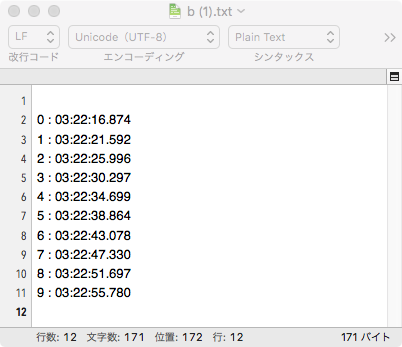 b (1).txt
LF
Unicode (UTF-8)
Plain Text
改行コード
エンコーディング
シンタックス
1
2 0 : 03:22:16.874
3 1 : 03:22:21.592
4 2 : 03:22:25.996
5 3 : 03:22:30.297
6 4 : 03:22:34.699
7 5 : 03:22:38.864
8 6 : 03:22:43.078
9 7 : 03:22:47.330
10 8 : 03:22:51.697
11 9 : 03:22:55.780
12
行数: 12 文字数: 171 位置: 172 行: 12 171 バイト